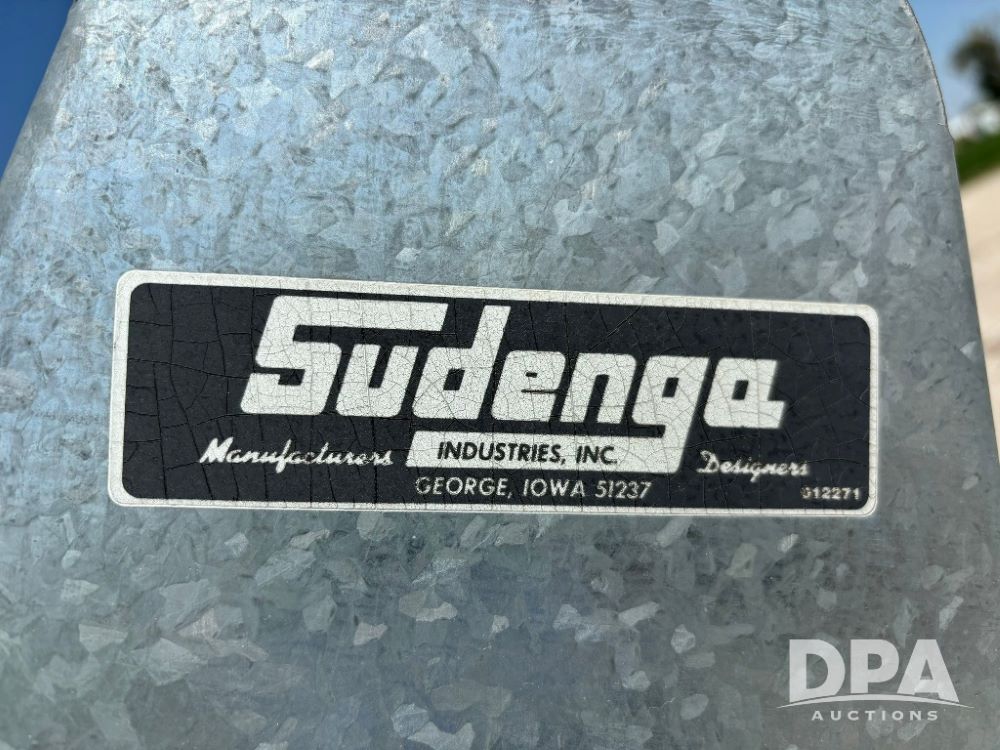 Sudenga
Manufacturers INDUSTRIES, INC. Designers
GEORGE, IOWA 51237
012271
DPA
AUCTIONS